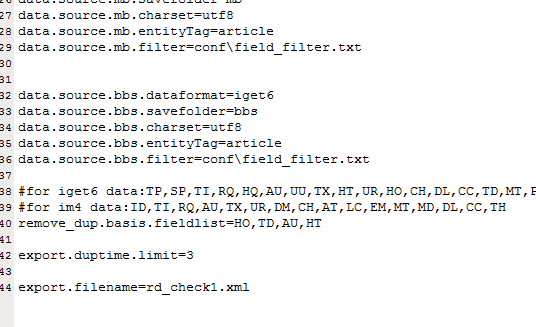 data.source.mb.savefolder=mb
27 data.source.mb.charset=utf8
28 data.source.mb.entityTag=article
29 data.source.mb.filter=conf\field_filter.txt
30
31
32 data.source.bbs.dataformat=iget6
33 data.source.bbs.savefolder=bbs
34 data.source.bbs.charset=utf8
35 data.source.bbs.entityTag=article
36 data.source.bbs.filter=conf\field_filter.txt
37
38 #for iget6 data:TP,SP,TI,RQ,HQ,AU,UU,TX,HT,UR,HO,CH,DL,CC,TD,MT,
39 #for im4 data:ID,TI,RQ,AU,TX,UR,DM,CH,AT,LC,EM,MT,MD,DL,CC,TH
40 remove_dup.basis.fieldlist=HO,TD,AU,HT
41
42 export.duptime.limit=3
43
44 export.filename=rd_check1.xml